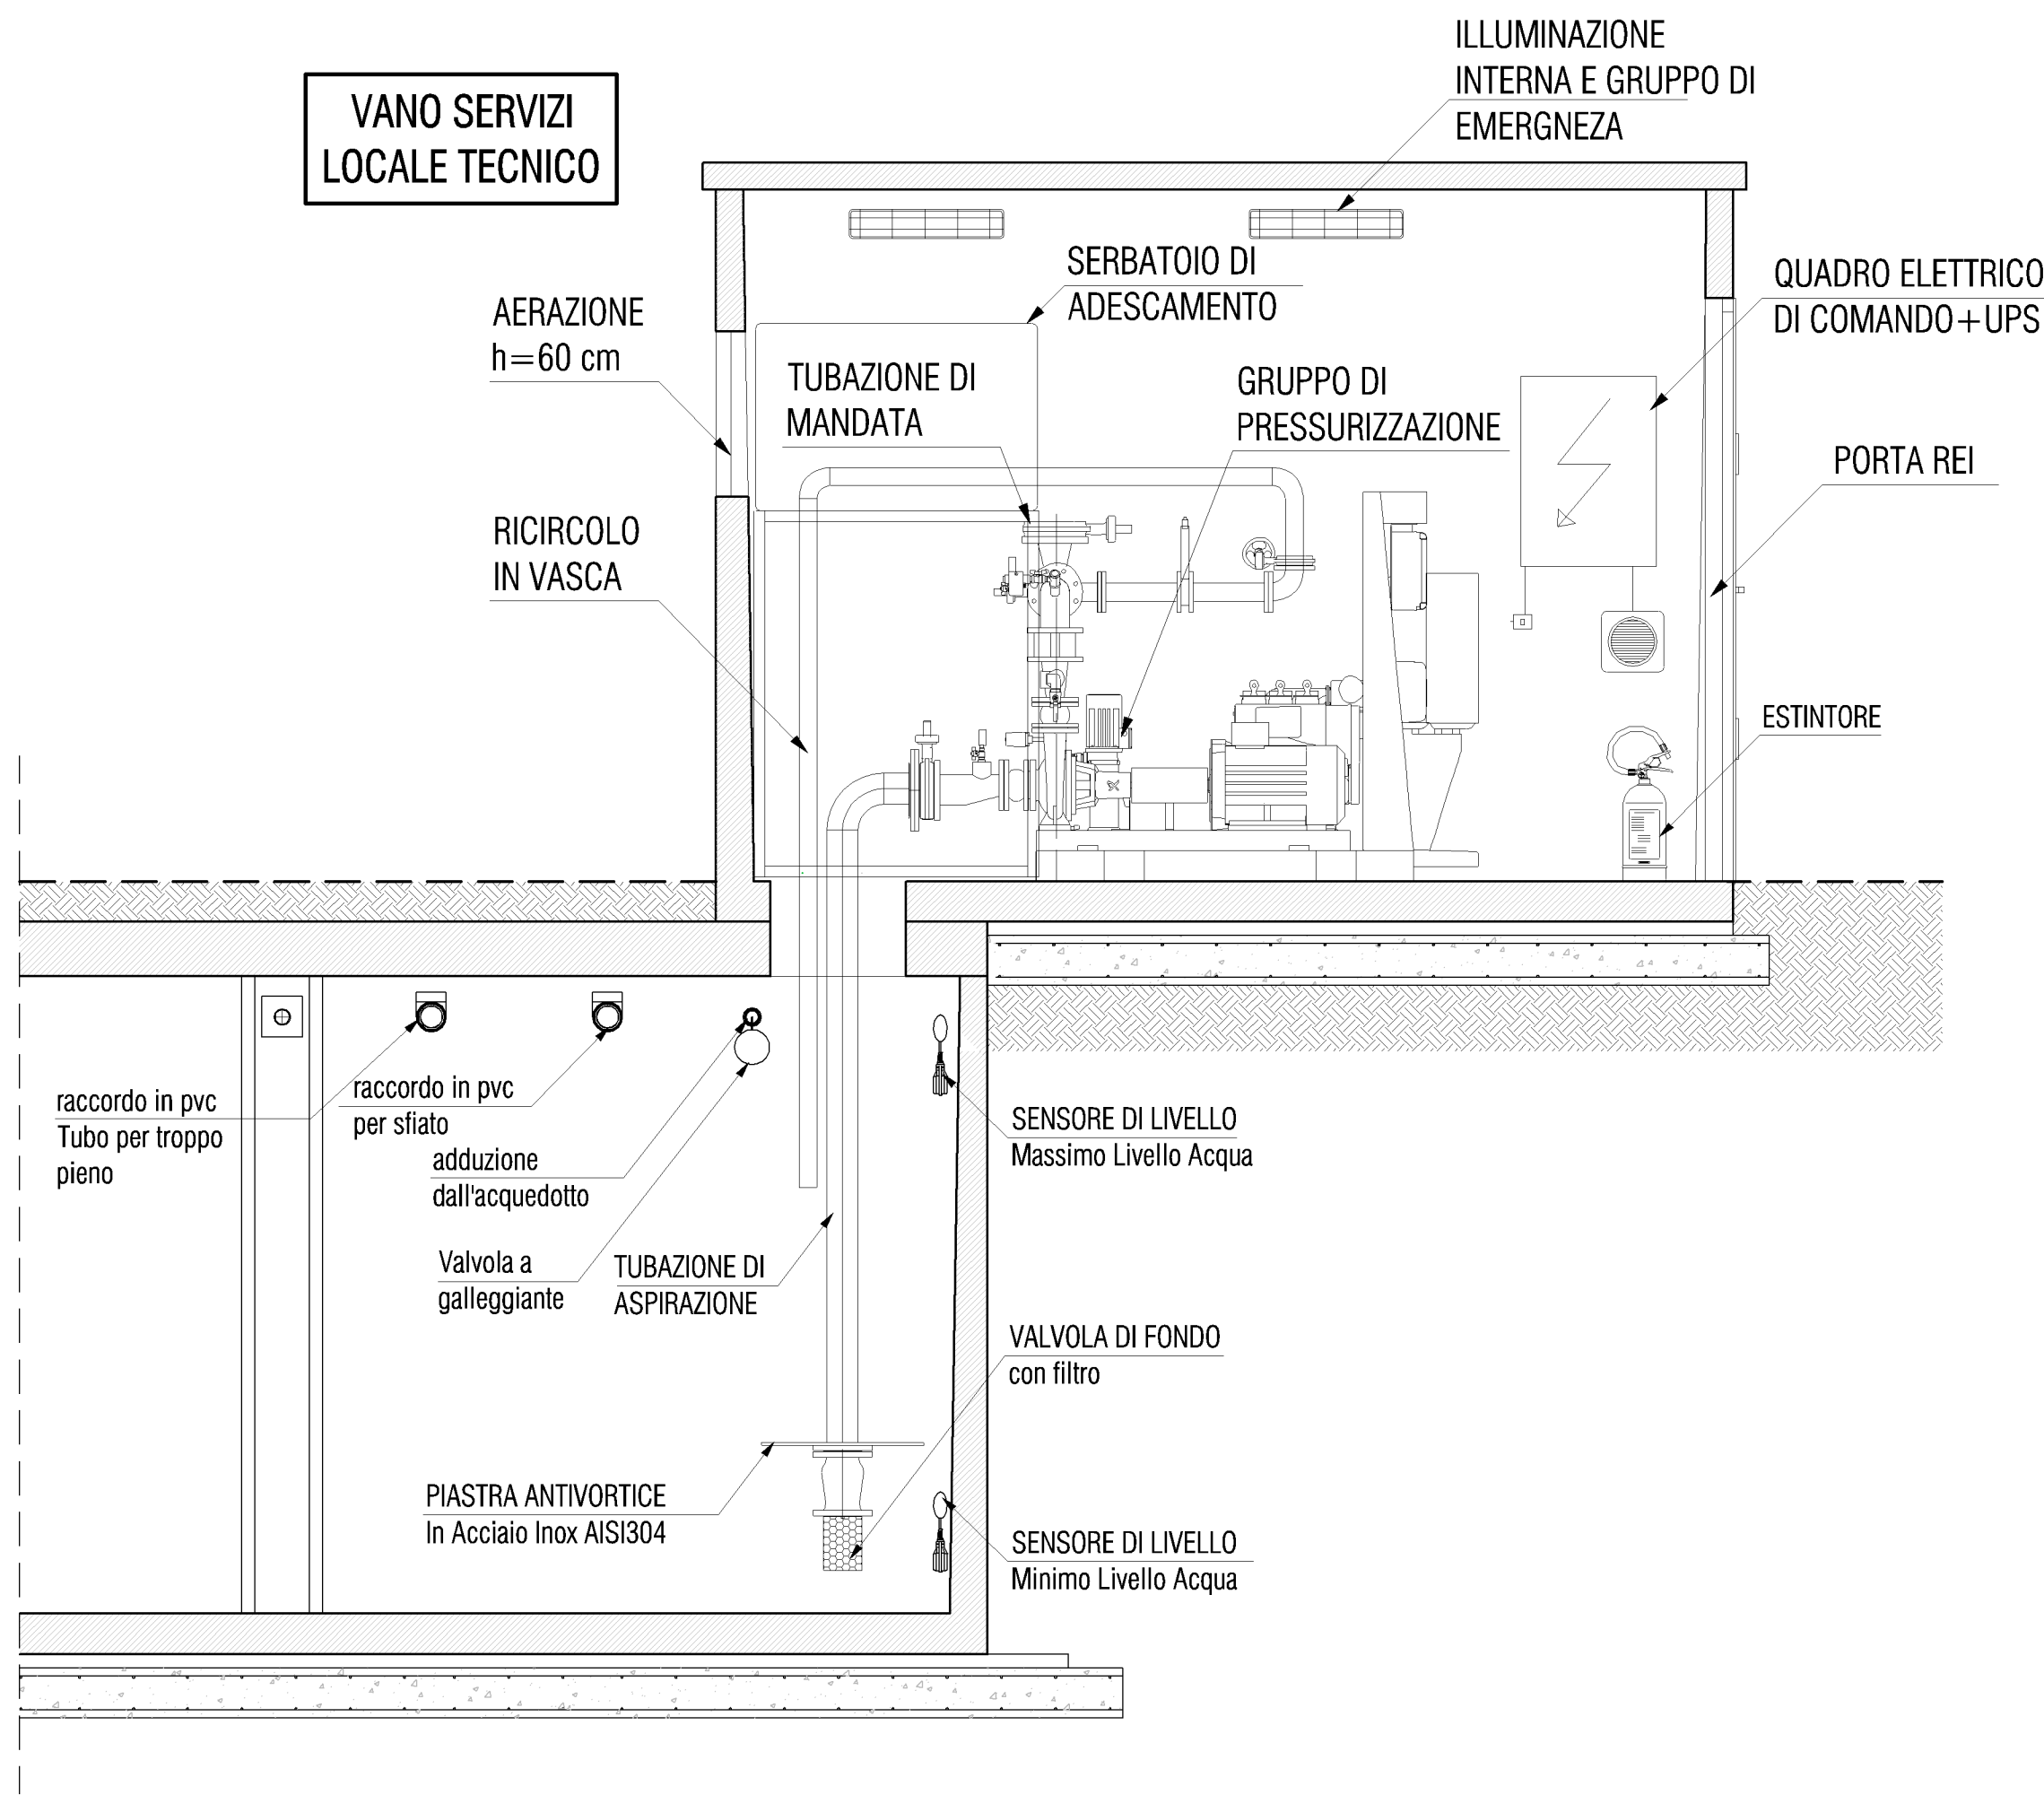 VANO SERVIZI
LOCALE TECNICO
ILLUMINAZIONE
INTERNA E GRUPPO DI
EMERGNEZA
SERBATOIO DI
ADESCAMENTO
QUADRO ELETTRICO
DI COMANDO+UPS
AERAZIONE
h=60 cm
TUBAZIONE DI
MANDATA
GRUPPO DI
PRESSURIZZAZIONE
PORTA REI
RICIRCOLO
IN VASCA
ESTINTORE
raccordo in pvc
Tubo per troppo
pieno
raccordo in pvc
per sfiato
adduzione
dall'acquedotto
Valvola a
galleggiante
TUBAZIONE DI
ASPIRAZIONE
SENSORE DI LIVELLO
Massimo Livello Acqua
VALVOLA DI FONDO
con filtro
PIASTRA ANTIVORTICE
In Acciaio Inox AISI304
SENSORE DI LIVELLO
Minimo Livello Acqua